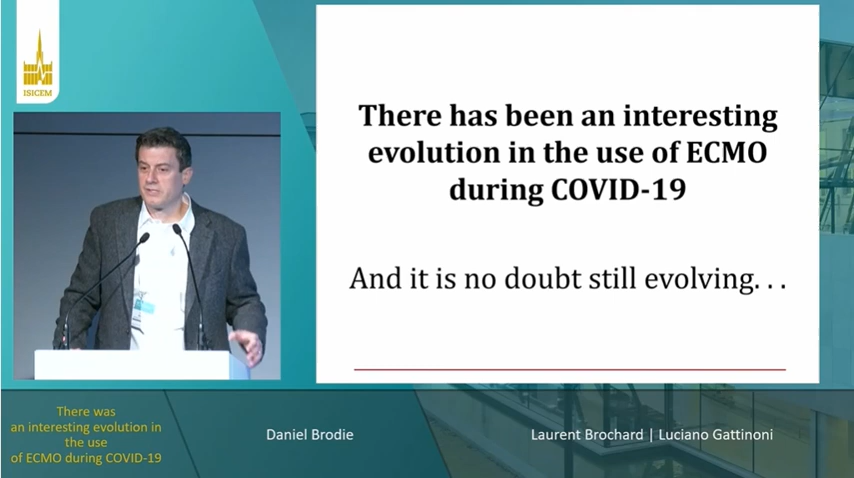 ISICEM
There has been an interesting
evolution in the use of ECMO
during COVID-19
And it is no doubt still evolving. . .
There was
an interesting evolution in
the use
of ECMO during COVID-19
Daniel Brodie
Laurent Brochard | Luciano Gattinoni